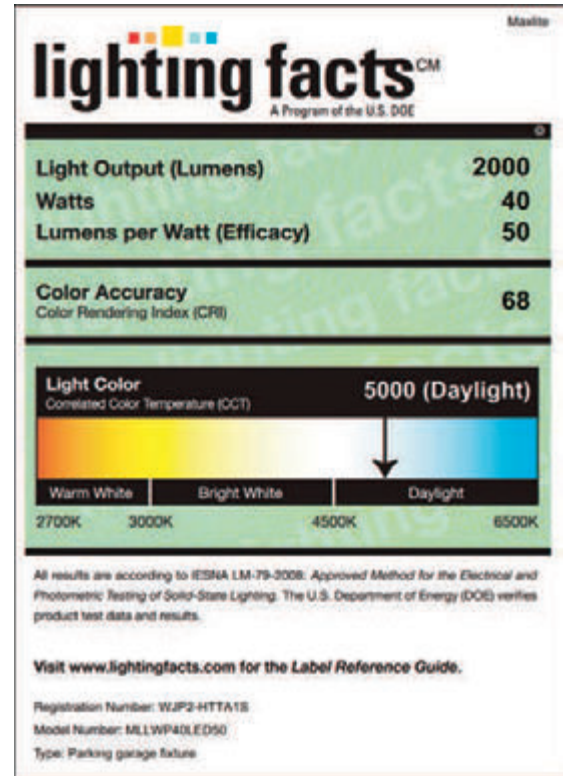 Maxlite
lighting facts CM
A Program of the U.S. DOE
Light Output (Lumens) 2000
Watts 40
Lumens per Watt (Efficacy) 50
Color Accuracy
Color Rendering Index (CRI) 68
Light Color
Correlated Color Temperature (CCT) 5000 (Daylight)
Warm White Bright White Daylight
2700K 3000K 4500K 6500K
All results are according to IESNA LM-79-2008: Approved Method for the Electrical and
Photometric Testing of Solid-State Lighting. The U.S. Department of Energy (DOE) verifies
product test data and results.
Visit www.lightingfacts.com for the Label Reference Guide.
Registration Number: WJP2-HTTA1S
Model Number: MLLWP40LED50
Type: Parking garage fixture